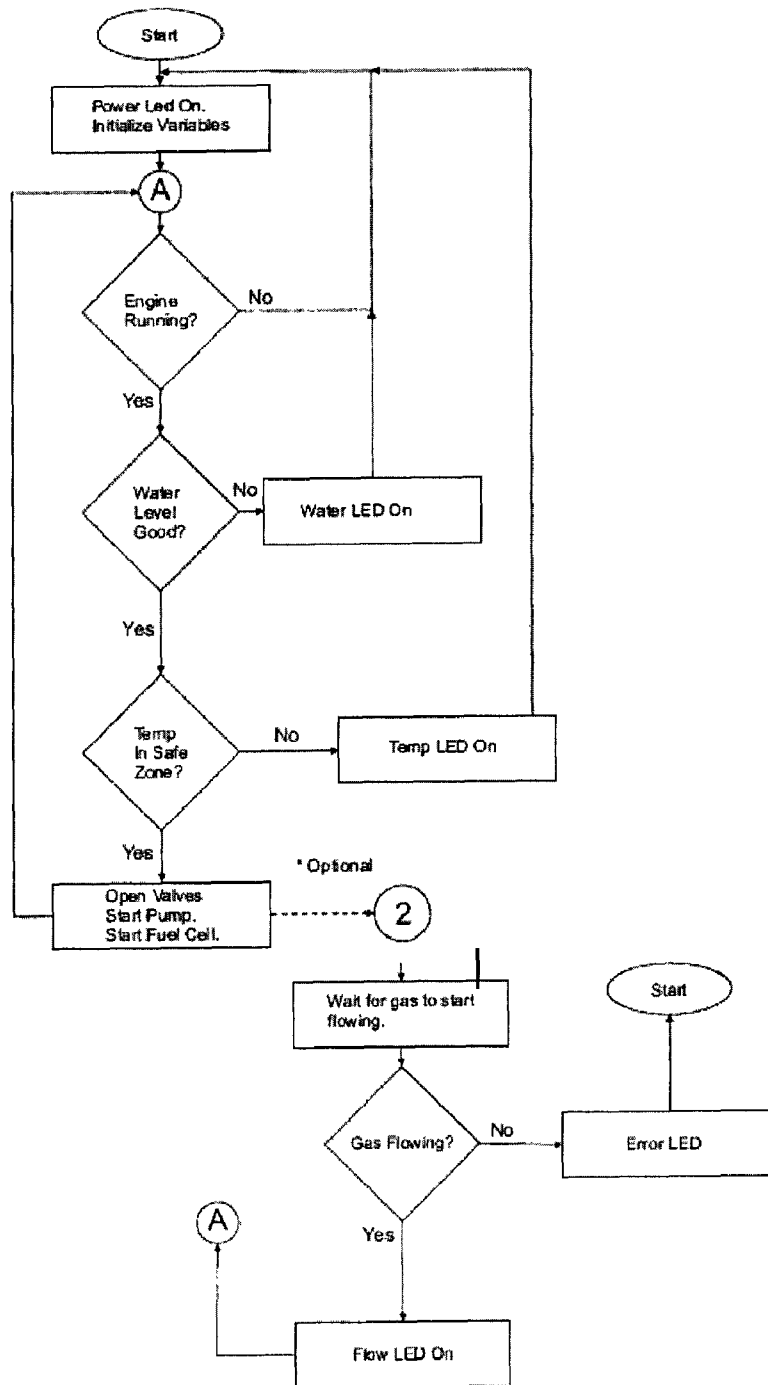 Start
Power Led On.
Initialize Variables
A
Engine
Running?
No
Yes
Water
Level
Good?
No
Water LED On
Yes
Temp
In Safe
Zone?
No
Temp LED On
Yes
Open Valves
Start Pump.
Start Fuel Cell.
* Optional
2
Wait for gas to start
flowing.
Start
Gas Flowing?
No
Error LED
Yes
A
Flow LED On